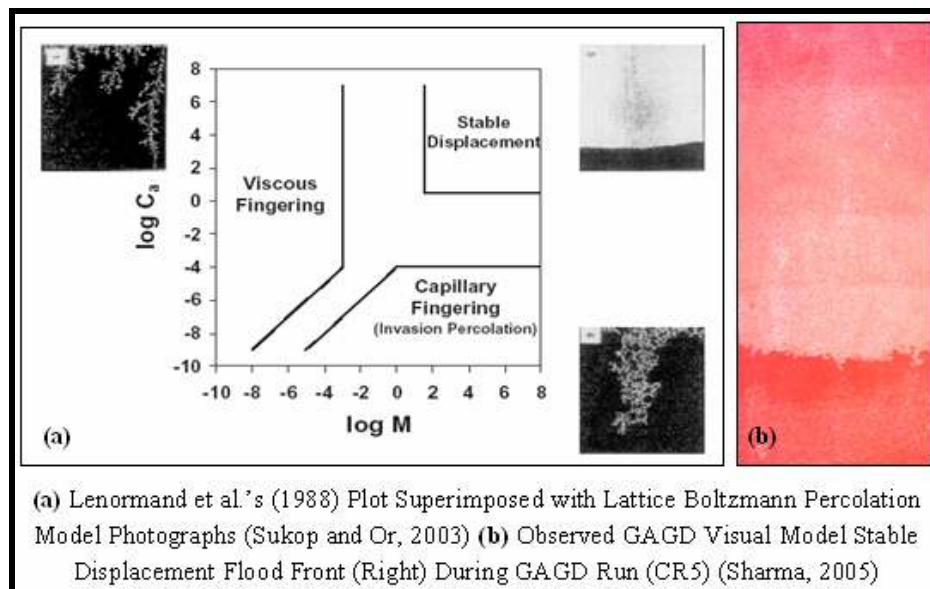 8
6
4
2
0
-2
-4
-6
-8
-10
log Ca
Viscous
Fingering
Stable
Displacement
Capillary
Fingering
(Invasion Percolation)
-10 -8 -6 -4 -2 0 2 4 6 8
log M
(a)
(b)
(a) Lenormand et al.'s (1988) Plot Superimposed with Lattice Boltzmann Percolation
Model Photographs (Sukop and Or, 2003) (b) Observed GAGD Visual Model Stable
Displacement Flood Front (Right) During GAGD Run (CR5) (Sharma, 2005)